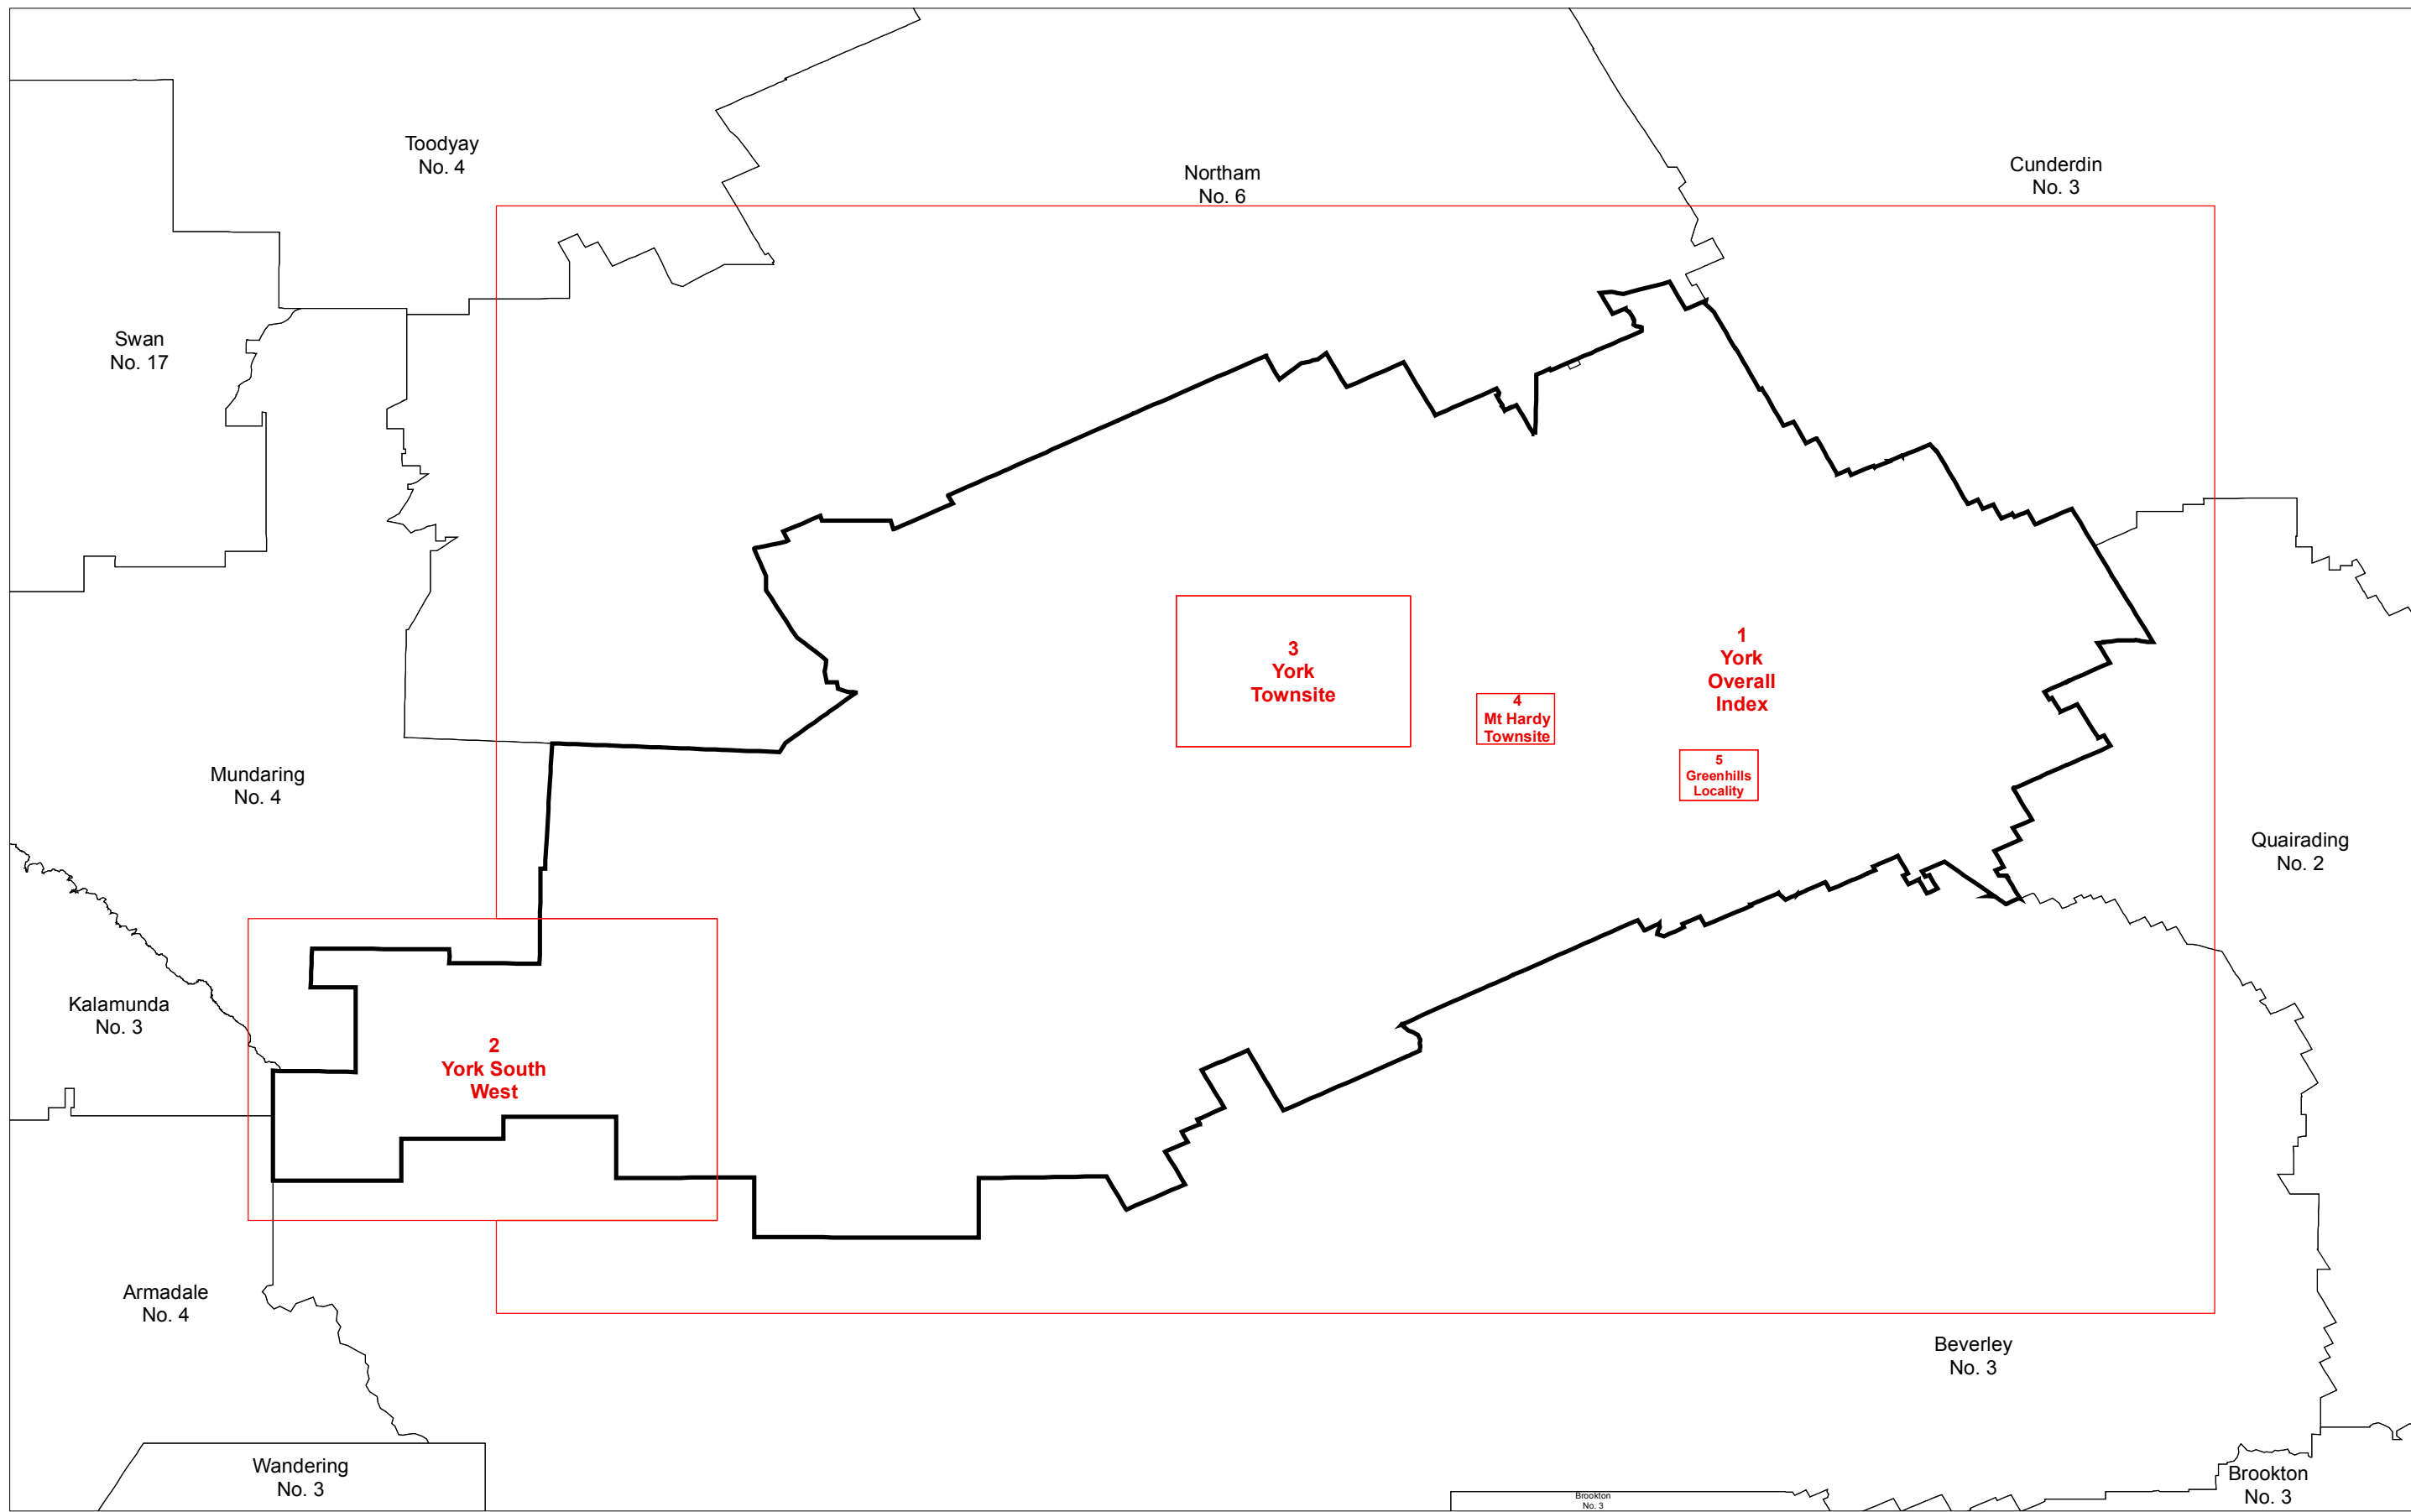 Toodyay
No. 4
Northam
No. 6
Cunderdin
No. 3
Swan
No. 17
1
York
Overall
Index
3
York
Townsite
4
Mt Hardy
Townsite
5
Greenhills
Locality
Mundaring
No. 4
Quairading
No. 2
Kalamunda
No. 3
2
York South
West
Armadale
No. 4
Beverley
No. 3
Wandering
No. 3
Brookton
No. 3
Brookton
No. 3